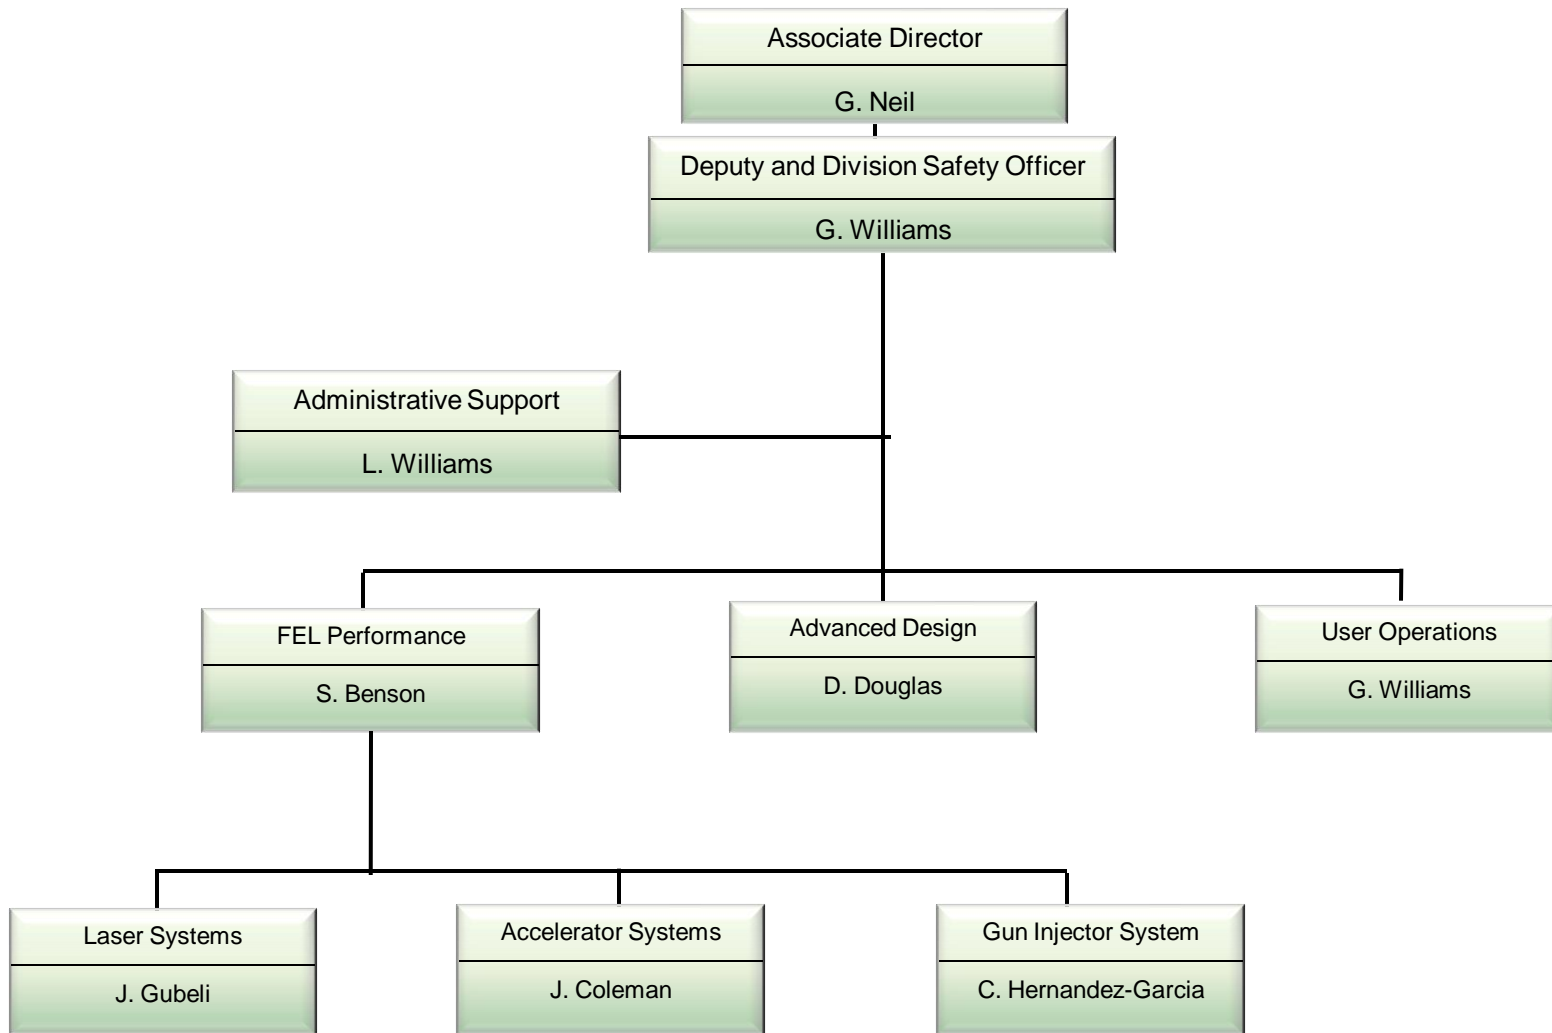 Associate Director
G. Neil
Deputy and Division Safety Officer
G. Williams
Administrative Support
L. Williams
FEL Performance
S. Benson
Advanced Design
D. Douglas
User Operations
G. Williams
Laser Systems
J. Gubeli
Accelerator Systems
J. Coleman
Gun Injector System
C. Hernandez-Garcia